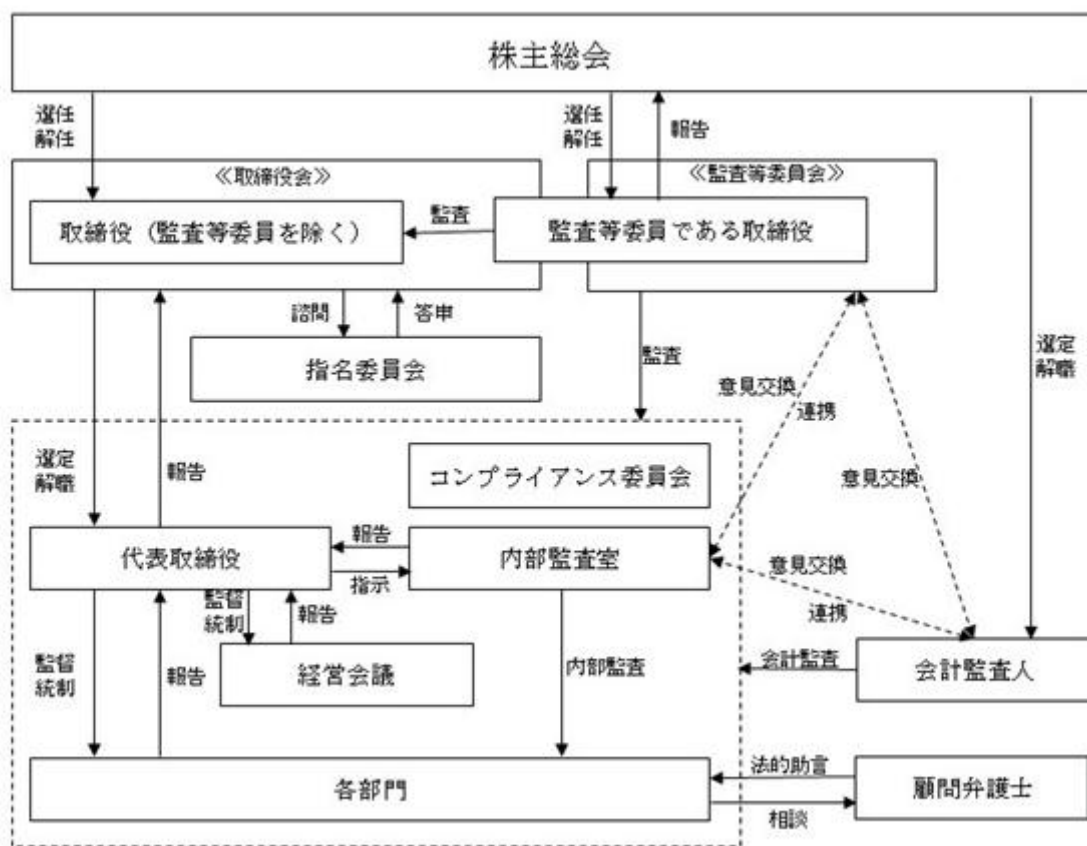 株主総会
選任
解任
選任
解任
報告
≪取締役会≫
≪監査等委員会≫
取締役（監査等委員を除く）
監査
監査等委員である取締役
諮問
答申
指名委員会
監査
選定
解職
意見交換
連携
コンプライアンス委員会
選定
解職
報告
意見交換
代表取締役
報告
指示
内部監査室
意見交換
連携
監督
統制
報告
経営会議
監督
統制
報告
内部監査
会計監査
会計監査人
各部門
法的助言
相談
顧問弁護士